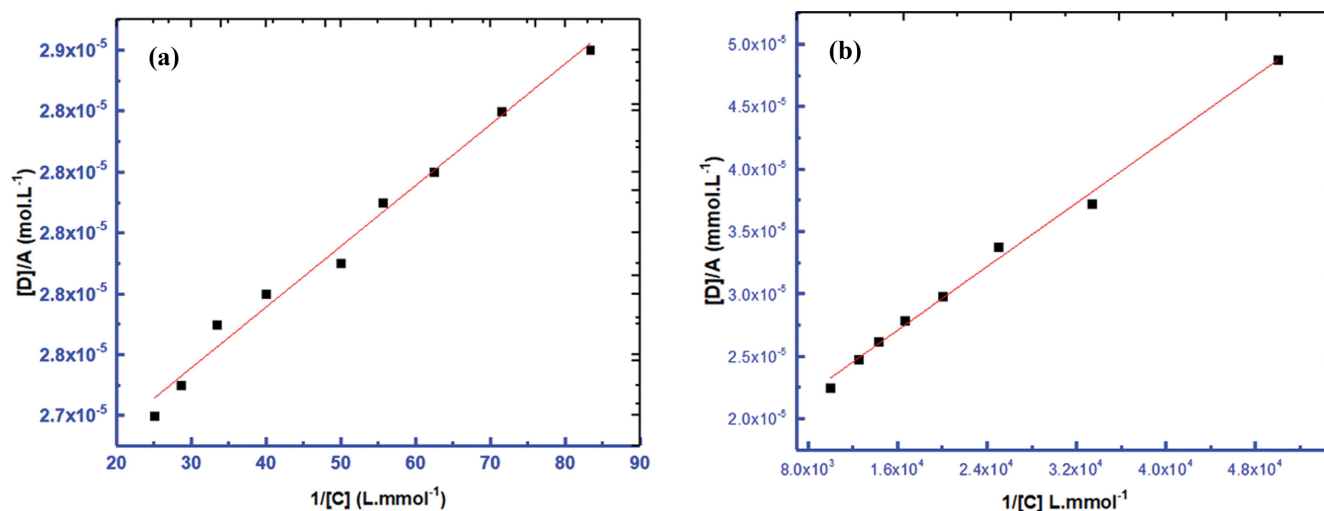 (a)
2.9x10⁻⁵
2.8x10⁻⁵
2.8x10⁻⁵
2.8x10⁻⁵
2.8x10⁻⁵
2.8x10⁻⁵
2.7x10⁻⁵
[D]/A (mol.L⁻¹)
20 30 40 50 60 70 80 90
1/[C] (L.mmol⁻¹)
(b)
5.0x10⁻⁵
4.5x10⁻⁵
4.0x10⁻⁵
3.5x10⁻⁵
3.0x10⁻⁵
2.5x10⁻⁵
2.0x10⁻⁵
[D]/A (mmol.L⁻¹)
8.0x10³ 1.6x10⁴ 2.4x10⁴ 3.2x10⁴ 4.0x10⁴ 4.8x10⁴
1/[C] L.mmol⁻¹